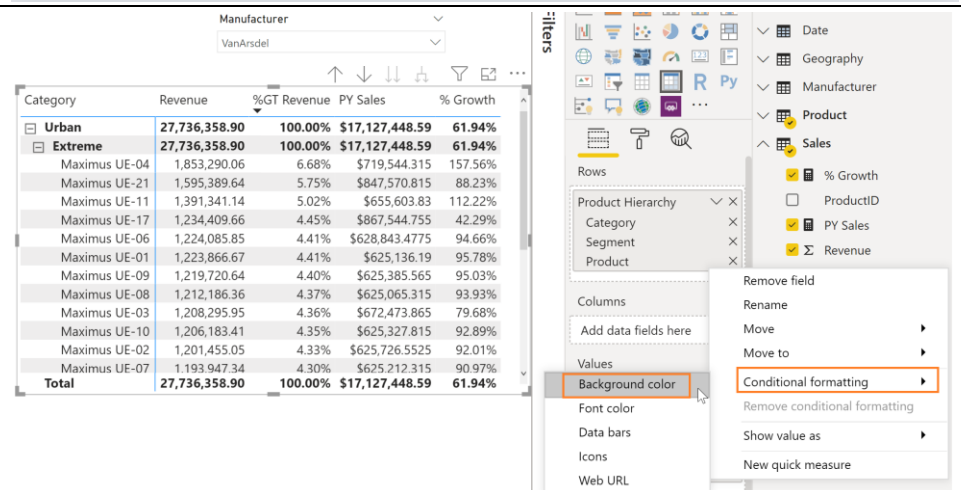 Manufacturer
VanArsdel
Category Revenue %GT Revenue PY Sales % Growth
Urban 27,736,358.90 100.00% $17,127,448.59 61.94%
Extreme 27,736,358.90 100.00% $17,127,448.59 61.94%
Maximus UE-04 1,853,290.06 6.68% $719,544.315 157.56%
Maximus UE-21 1,595,389.64 5.75% $847,570.815 88.23%
Maximus UE-11 1,391,341.14 5.02% $655,603.83 112.22%
Maximus UE-17 1,234,409.66 4.45% $867,544.755 42.29%
Maximus UE-06 1,224,085.85 4.41% $628,843.4775 94.66%
Maximus UE-01 1,223,866.67 4.41% $625,136.19 95.78%
Maximus UE-09 1,219,720.64 4.40% $625,385.565 95.03%
Maximus UE-08 1,212,186.36 4.37% $625,065.315 93.93%
Maximus UE-03 1,208,295.95 4.36% $672,473.865 79.68%
Maximus UE-10 1,206,183.41 4.35% $625,327.815 92.89%
Maximus UE-02 1,201,455.05 4.33% $625,726.5525 92.01%
Maximus UE-07 1,193,947.34 4.30% $625,212.315 90.97%
Total 27,736,358.90 100.00% $17,127,448.59 61.94%
Filters
123
R Py
Rows
Product Hierarchy
Category
Segment
Product
Columns
Add data fields here
Values
Background color
Font color
Data bars
Icons
Web URL
Date
Geography
Manufacturer
Product
Sales
% Growth
ProductID
PY Sales
Σ Revenue
Remove field
Rename
Move
Move to
Conditional formatting
Remove conditional formatting
Show value as
New quick measure